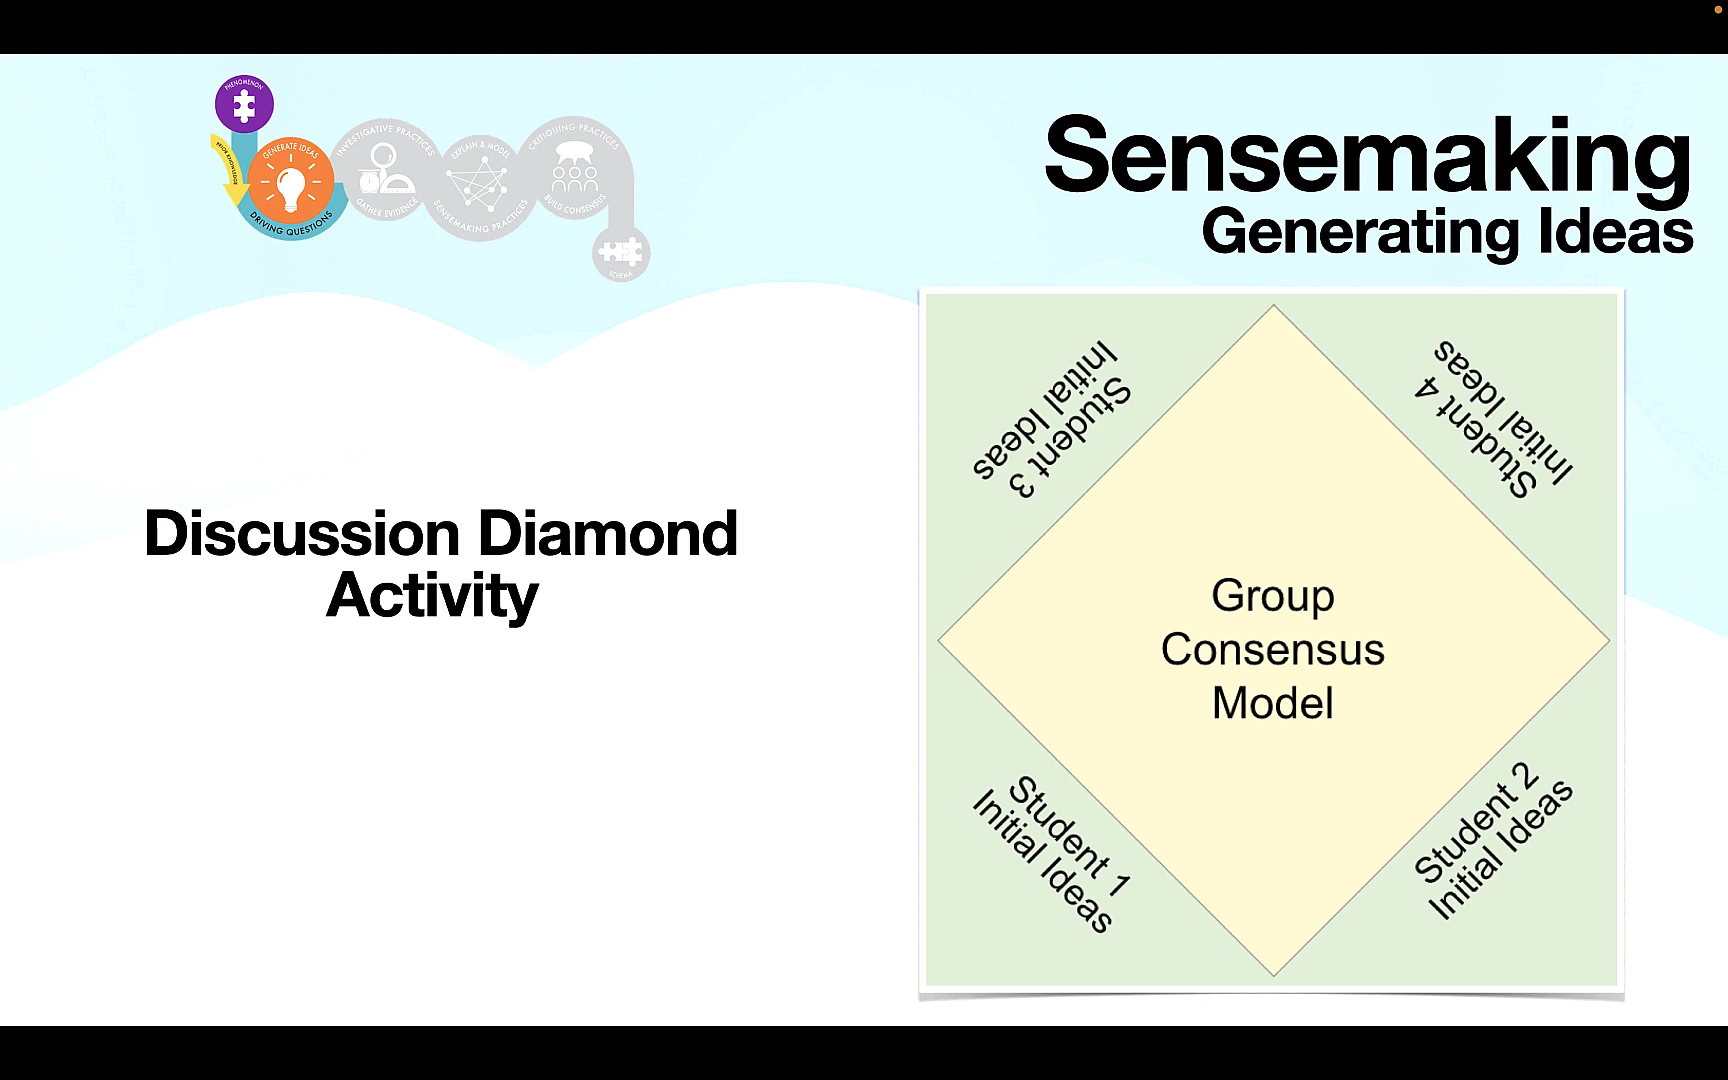 PHENOMENON
PRIOR KNOWLEDGE
GENERATE IDEAS
DRIVING QUESTIONS
INVESTIGATIVE PRACTICES
GATHER EVIDENCE
EXPLAIN & MODEL
SENSEMAKING PRACTICES
CRITIQUING PRACTICES
BUILD CONSENSUS
SCHEMA
Sensemaking
Generating Ideas
Discussion Diamond
Activity
Student 3
Initial Ideas
Student 4
Initial Ideas
Group
Consensus
Model
Student 1
Initial Ideas
Student 2
Initial Ideas